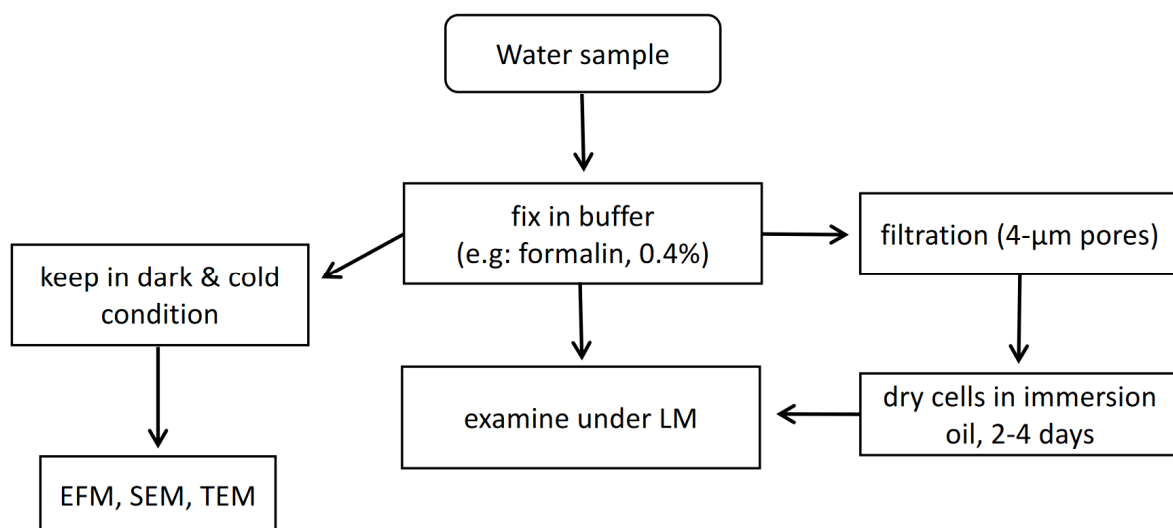 Water sample
fix in buffer
(e.g: formalin, 0.4%)
filtration (4-µm pores)
keep in dark & cold
condition
examine under LM
dry cells in immersion
oil, 2-4 days
EFM, SEM, TEM